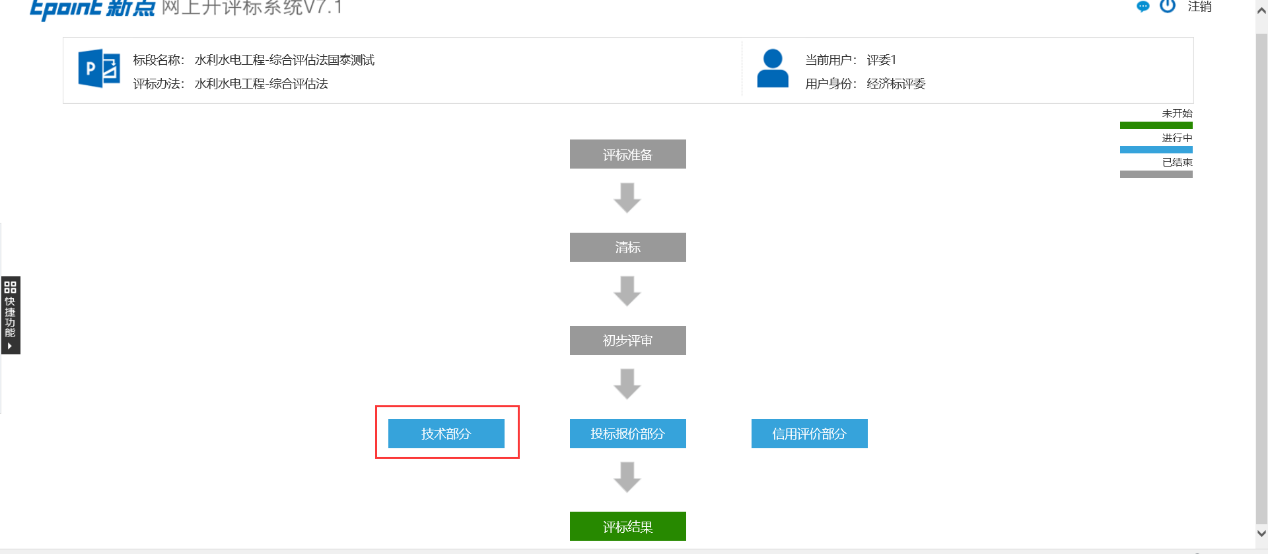 Epoint 新点 网上开评标系统V7.1
注销
标段名称： 水利水电工程-综合评估法国泰测试
评标办法： 水利水电工程-综合评估法
当前用户： 评委1
用户身份： 经济标评委
未开始
进行中
已结束
评标准备
清标
初步评审
快捷功能
技术部分 投标报价部分 信用评价部分
评标结果